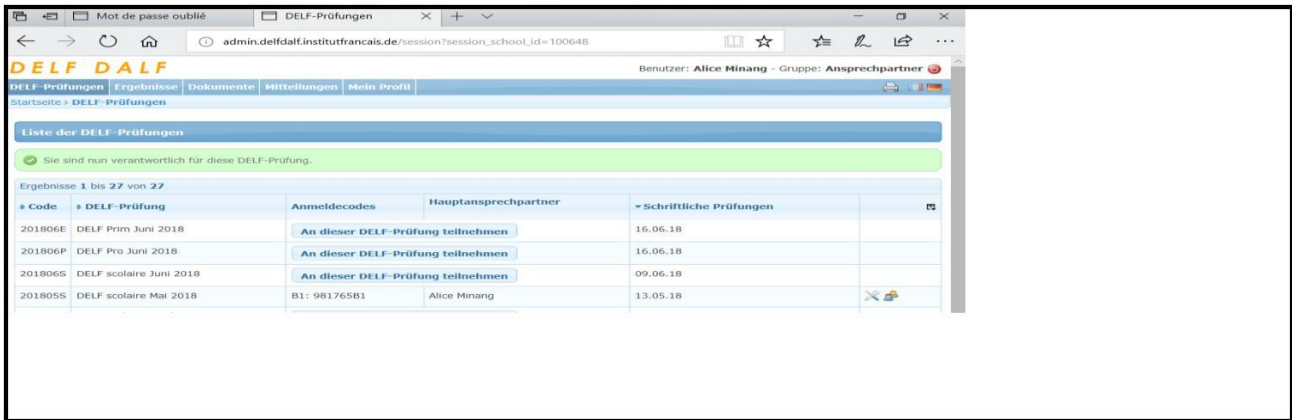 Mot de passe oublié DELF-Prüfungen
admin.delfdalf.institutfrancais.de/session?session_school_id=100648
DELF DALF
Benutzer: Alice Minang - Gruppe: Ansprechpartner
DELF-Prüfungen Ergebnisse Dokumente Mitteilungen Mein Profil
Startseite › DELF-Prüfungen
Liste der DELF-Prüfungen
Sie sind nun verantwortlich für diese DELF-Prüfung.
Ergebnisse 1 bis 27 von 27
Code DELF-Prüfung Anmeldecodes Hauptansprechpartner Schriftliche Prüfungen
201806E DELF Prim Juni 2018 An dieser DELF-Prüfung teilnehmen 16.06.18
201806P DELF Pro Juni 2018 An dieser DELF-Prüfung teilnehmen 16.06.18
201806S DELF scolaire Juni 2018 An dieser DELF-Prüfung teilnehmen 09.06.18
201805S DELF scolaire Mai 2018 B1: 981765B1 Alice Minang 13.05.18